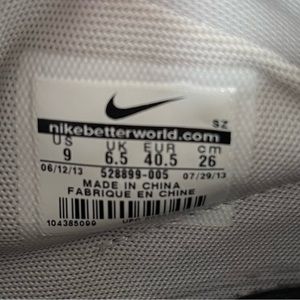 SZ
nikebetterworld.com
US UK EUR cm
9 6.5 40.5 26
06/12/13 528899-005 07/29/13
MADE IN CHINA
FABRIQUE EN CHINE
104385099